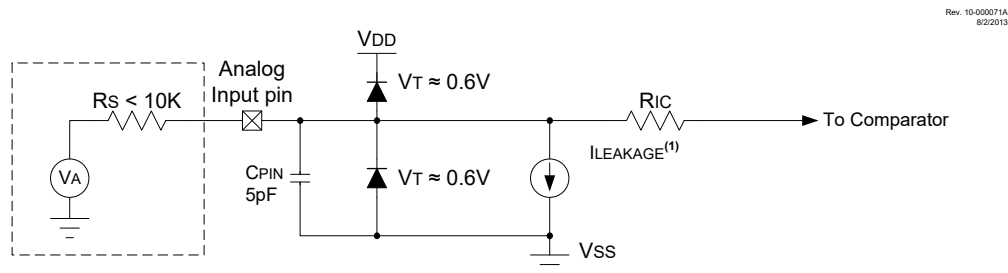 Rev. 10-000071A
8/2/2013
VDD
Analog
Input pin
VT ≈ 0.6V
RS < 10K
RIC
To Comparator
ILEAKAGE(1)
VA
CPIN
5pF
VT ≈ 0.6V
VSS